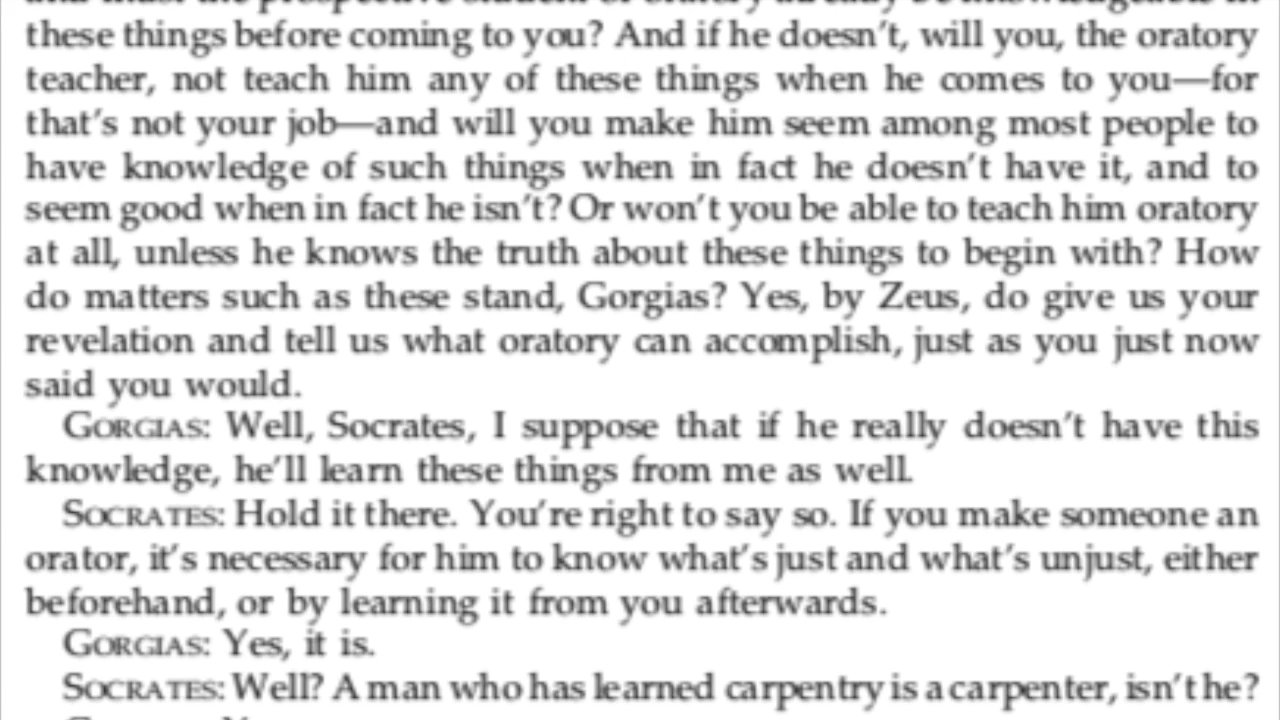 these things before coming to you? And if he doesn't, will you, the oratory
teacher, not teach him any of these things when he comes to you—for
that's not your job—and will you make him seem among most people to
have knowledge of such things when in fact he doesn't have it, and to
seem good when in fact he isn't? Or won't you be able to teach him oratory
at all, unless he knows the truth about these things to begin with? How
do matters such as these stand, Gorgias? Yes, by Zeus, do give us your
revelation and tell us what oratory can accomplish, just as you just now
said you would.
GORGIAS: Well, Socrates, I suppose that if he really doesn't have this
knowledge, he'll learn these things from me as well.
SOCRATES: Hold it there. You're right to say so. If you make someone an
orator, it's necessary for him to know what's just and what's unjust, either
beforehand, or by learning it from you afterwards.
GORGIAS: Yes, it is.
SOCRATES: Well? A man who has learned carpentry is a carpenter, isn't he?